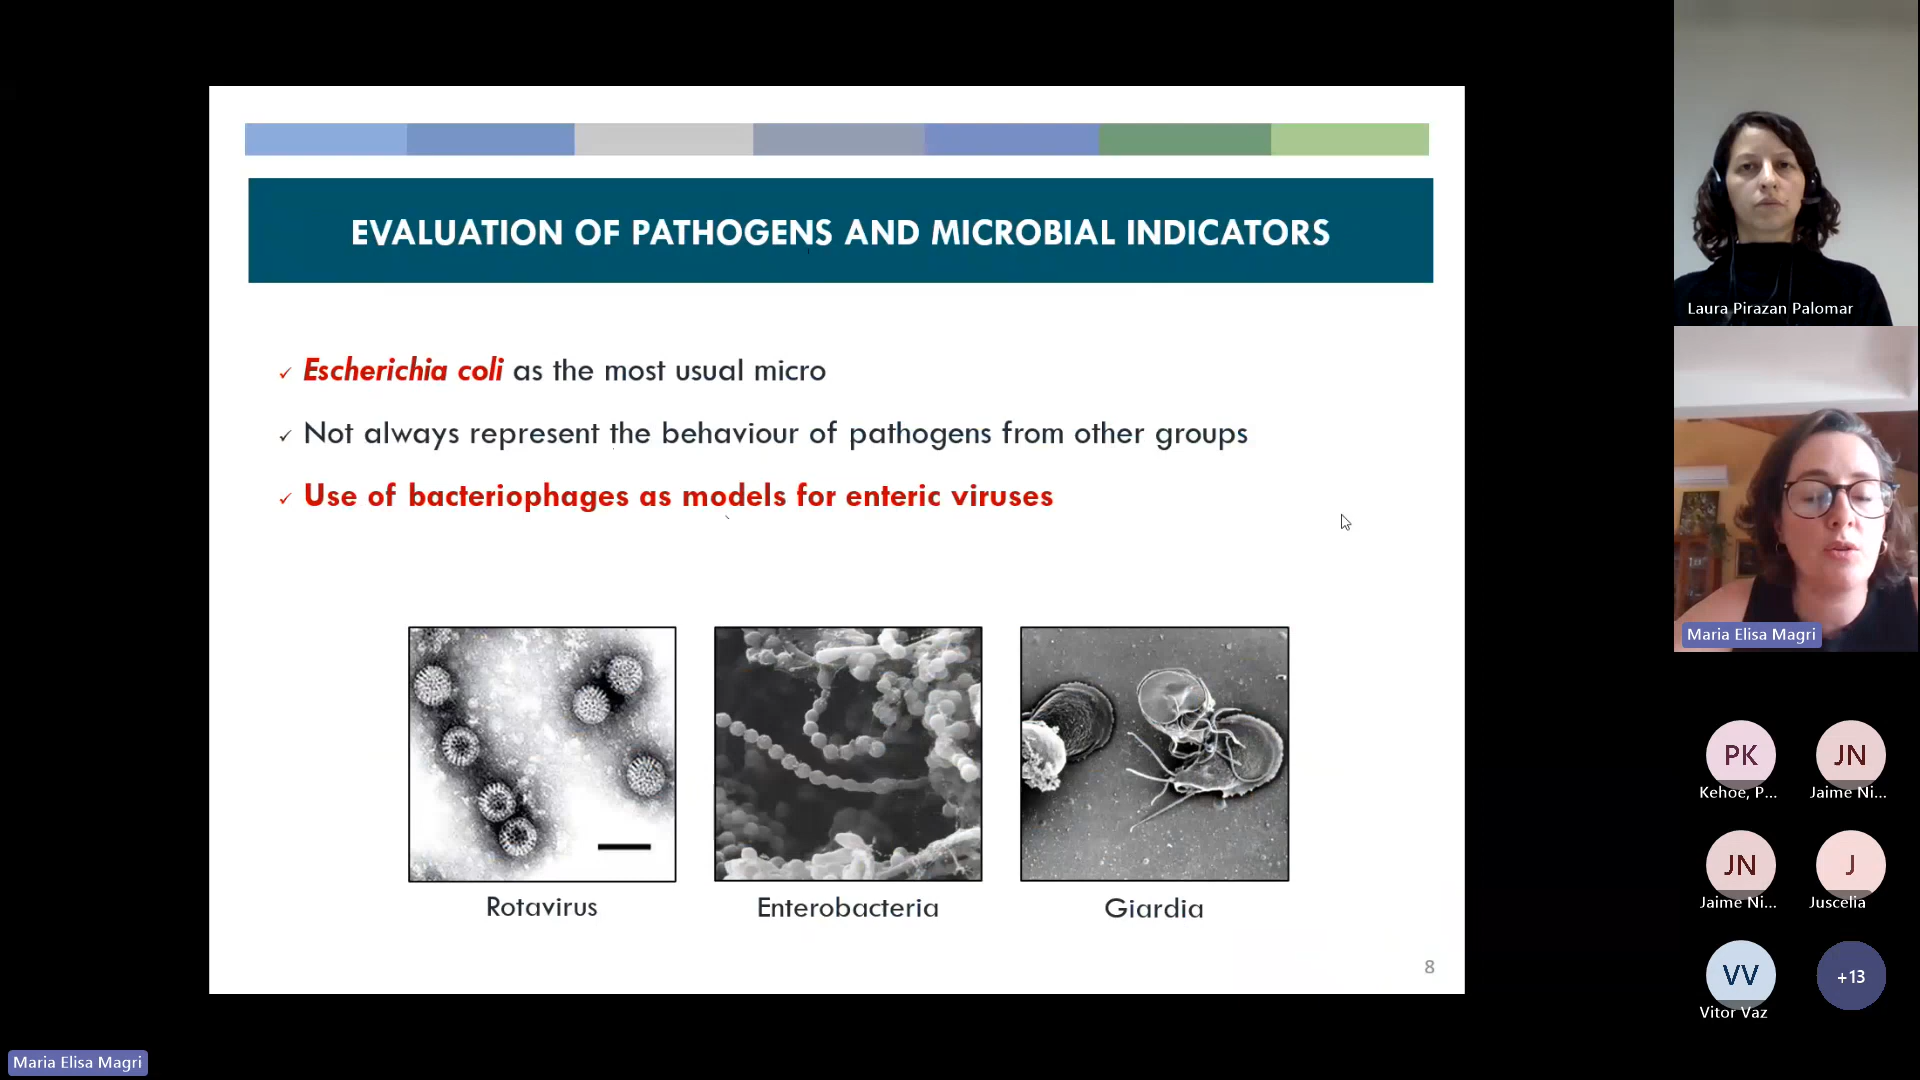 EVALUATION OF PATHOGENS AND MICROBIAL INDICATORS
✓ Escherichia coli as the most usual micro
✓ Not always represent the behaviour of pathogens from other groups
✓ Use of bacteriophages as models for enteric viruses
Rotavirus
Enterobacteria
Giardia
8
Laura Pirazan Palomar
Maria Elisa Magri
PK
Kehoe, P...
JN
Jaime Ni...
JN
Jaime Ni...
J
Juscelia
VV
Vitor Vaz
+13
Maria Elisa Magri